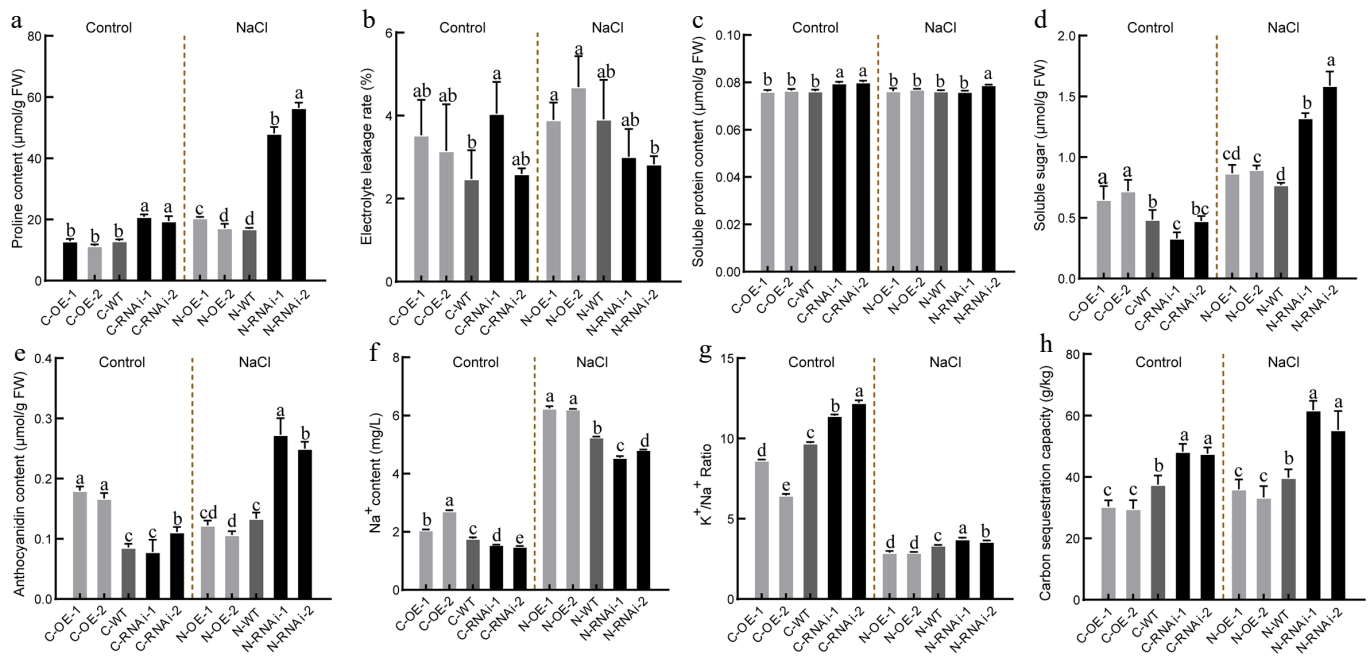 a
Control
NaCl
Proline content (μmol/g FW)
80
60
40
20
0
b
b
b
a
a
c
d
d
b
a
C-OE-1
C-OE-2
C-WT
C-RNAi-1
C-RNAi-2
N-OE-1
N-OE-2
N-WT
N-RNAi-1
N-RNAi-2
b
Control
NaCl
Electrolyte leakage rate (%)
6
4
2
0
ab
ab
b
a
ab
a
a
ab
ab
b
C-OE-1
C-OE-2
C-WT
C-RNAi-1
C-RNAi-2
N-OE-1
N-OE-2
N-WT
N-RNAi-1
N-RNAi-2
c
Control
NaCl
Soluble protein content (μmol/g FW)
0.10
0.08
0.06
0.04
0.02
0.00
b
b
b
a
a
b
b
b
b
a
C-OE-1
C-OE-2
C-WT
C-RNAi-1
C-RNAi-2
N-OE-1
N-OE-2
N-WT
N-RNAi-1
N-RNAi-2
d
Control
NaCl
Soluble sugar (μmol/g FW)
2.0
1.5
1.0
0.5
0.0
a
a
b
c
bc
cd
c
d
b
a
C-OE-1
C-OE-2
C-WT
C-RNAi-1
C-RNAi-2
N-OE-1
N-OE-2
N-WT
N-RNAi-1
N-RNAi-2
e
Control
NaCl
Anthocyanidin content (μmol/g FW)
0.4
0.3
0.2
0.1
0.0
a
a
c
c
b
cd
d
c
a
b
C-OE-1
C-OE-2
C-WT
C-RNAi-1
C-RNAi-2
N-OE-1
N-OE-2
N-WT
N-RNAi-1
N-RNAi-2
f
Control
NaCl
Na⁺content (mg/L)
8
6
4
2
0
b
a
c
d
e
a
a
b
c
d
C-OE-1
C-OE-2
C-WT
C-RNAi-1
C-RNAi-2
N-OE-1
N-OE-2
N-WT
N-RNAi-1
N-RNAi-2
g
Control
NaCl
K⁺/Na⁺ Ratio
15
10
5
0
d
e
c
b
a
d
d
c
a
b
C-OE-1
C-OE-2
C-WT
C-RNAi-1
C-RNAi-2
N-OE-1
N-OE-2
N-WT
N-RNAi-1
N-RNAi-2
h
Control
NaCl
Carbon sequestration capacity (g/kg)
80
60
40
20
0
c
c
b
a
a
c
c
b
a
a
C-OE-1
C-OE-2
C-WT
C-RNAi-1
C-RNAi-2
N-OE-1
N-OE-2
N-WT
N-RNAi-1
N-RNAi-2